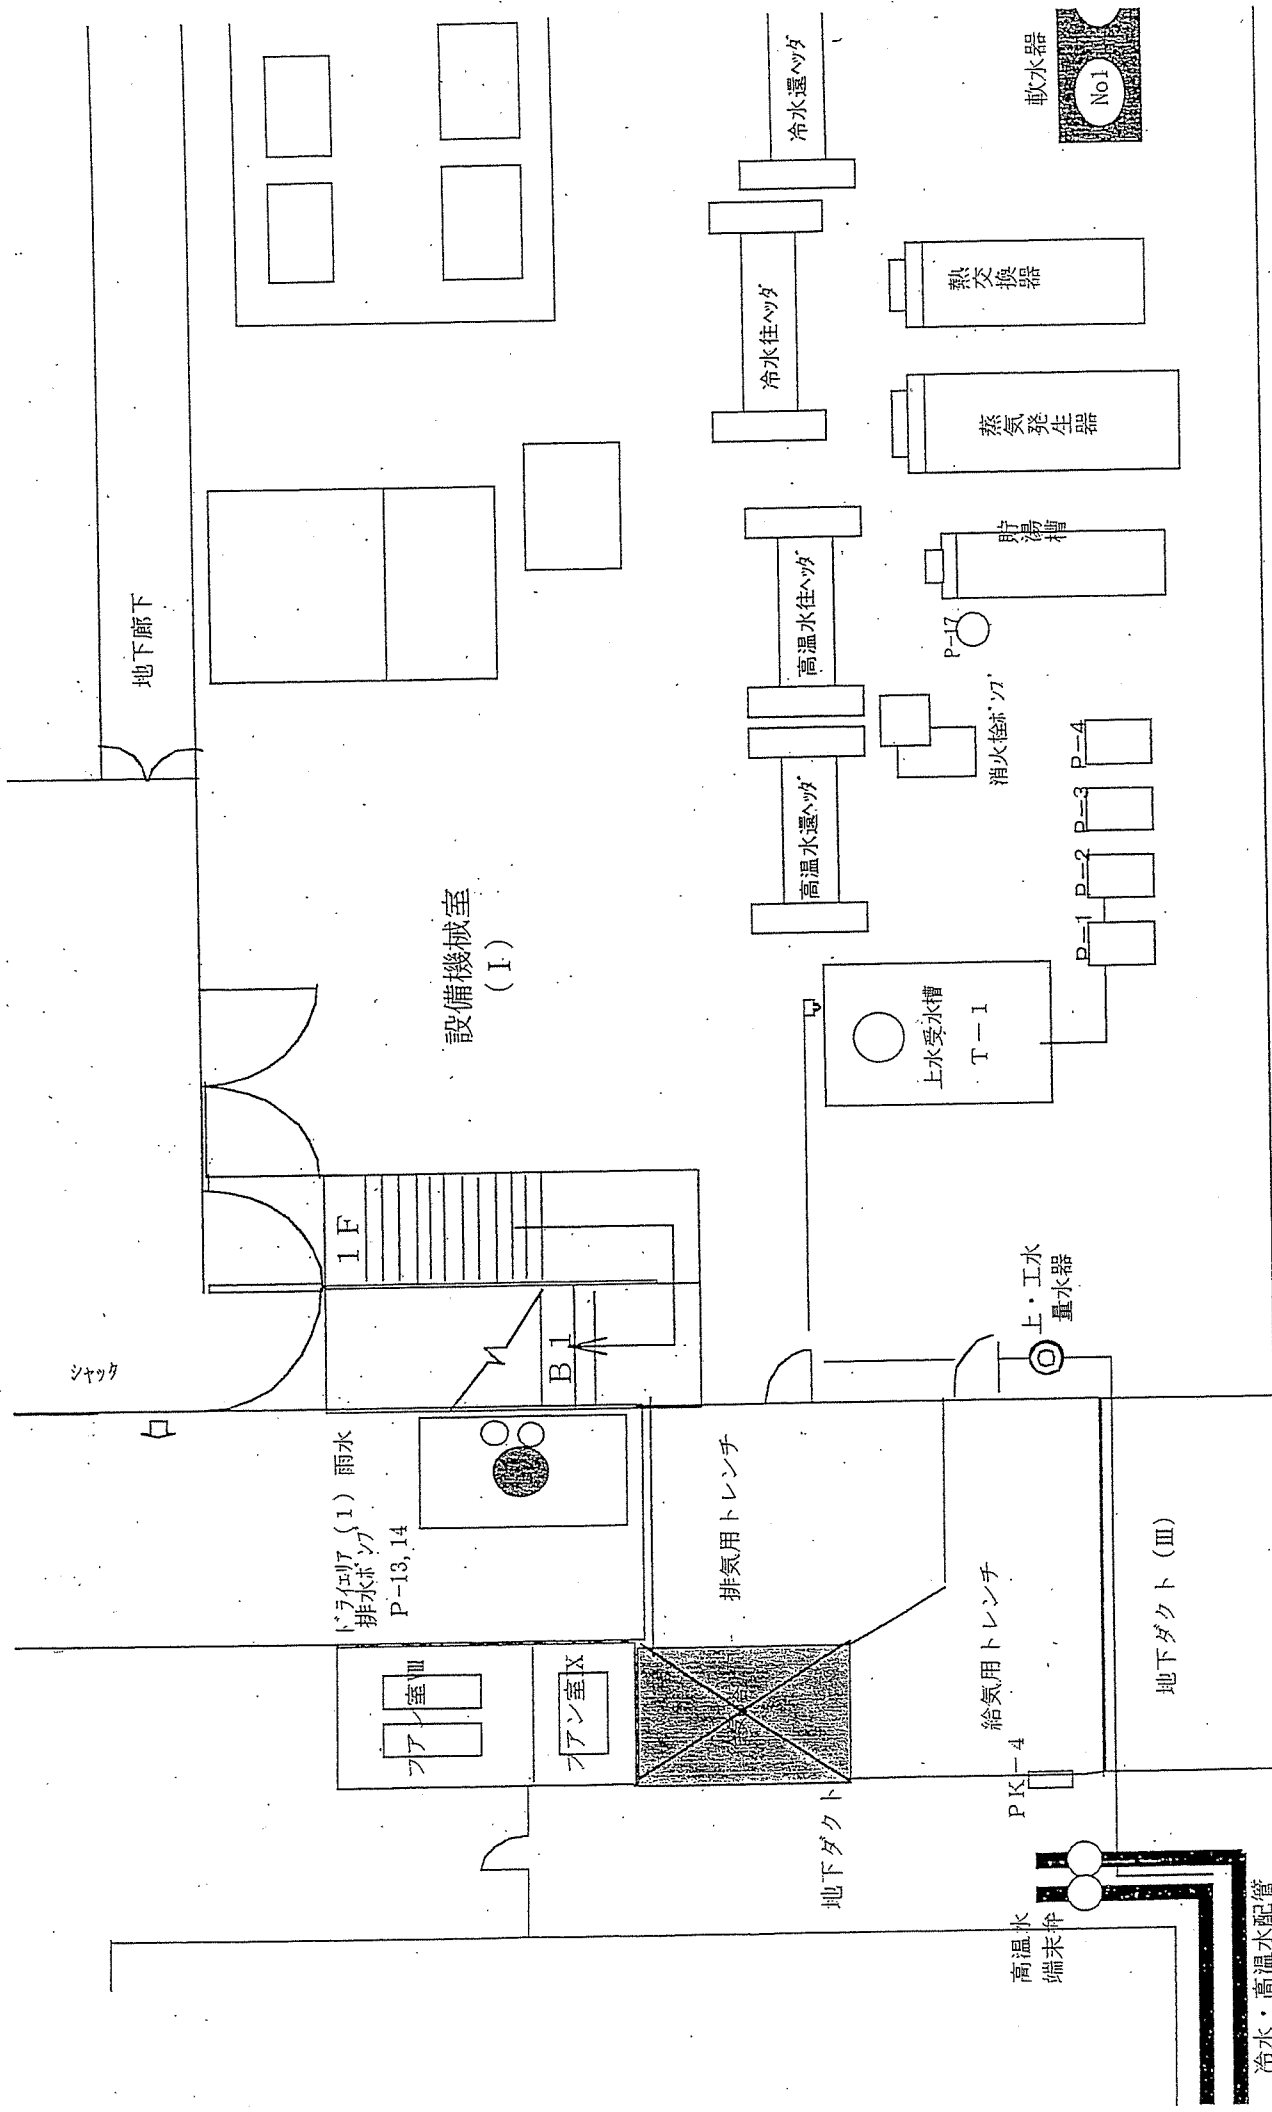 シャッタ
地下廊下
ドライエリア(1)雨水
排水ポンプ
P-13,14
1F
B1
設備機械室
(I)
ファン室Ⅷ
ファン室Ⅸ
排気用トレンチ
給気用トレンチ
地下ダクト
PK-4
地下ダクト(Ⅲ)
高温水
端末弁
冷水・高温水配管
上・工水
量水器
上水受水槽
T-1
高温水還ヘッダ
高温水往ヘッダ
冷水往ヘッダ
冷水還ヘッダ
消火栓ポンプ
P-17
P-1
P-2
P-3
P-4
貯湯槽
蒸気発生器
熱交換器
軟水器
No1